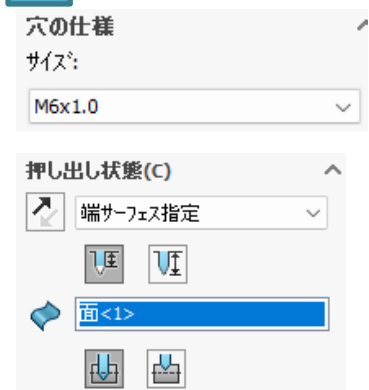 穴の仕様
サイズ:
M6x1.0
押し出し状態(C)
端サーフェス指定
面<1>